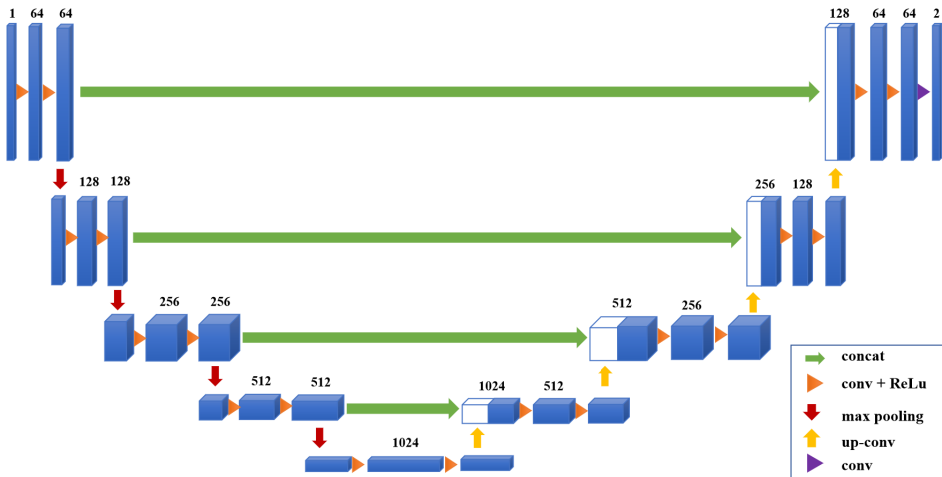 1 64 64 128 64 64 2
128 128 256 128
256 256 512 256
512 512 1024 512
1024
concat
conv + ReLu
max pooling
up-conv
conv